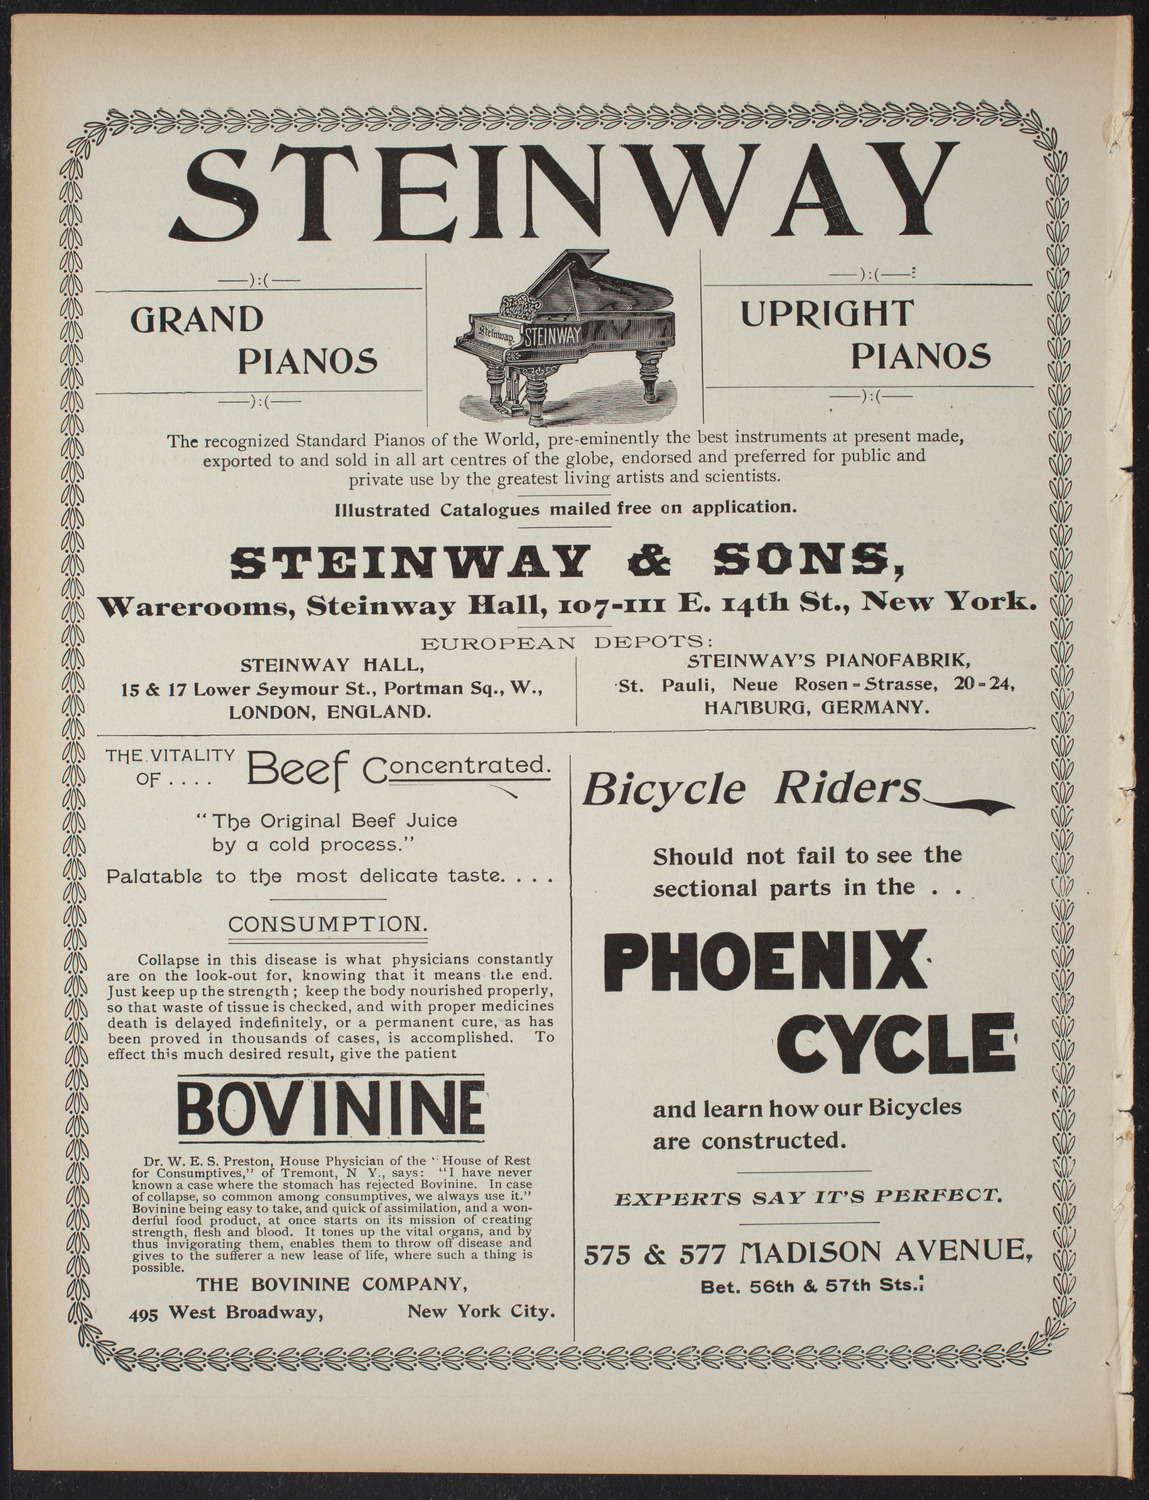 STEINWAY
——):(——
GRAND
PIANOS
——):(——
Steinway
STEINWAY
——):(——
UPRIGHT
PIANOS
——):(——
The recognized Standard Pianos of the World, pre-eminently the best instruments at present made,
exported to and sold in all art centres of the globe, endorsed and preferred for public and
private use by the greatest living artists and scientists.
Illustrated Catalogues mailed free on application.
STEINWAY & SONS,
Warerooms, Steinway Hall, 107-111 E. 14th St., New York.
EUROPEAN DEPOTS:
STEINWAY HALL,
15 & 17 Lower Seymour St., Portman Sq., W.,
LONDON, ENGLAND.
STEINWAY'S PIANOFABRIK,
St. Pauli, Neue Rosen-Strasse, 20-24,
HAMBURG, GERMANY.
THE VITALITY
OF . . . .
Beef Concentrated.
"The Original Beef Juice
by a cold process."
Palatable to the most delicate taste. . . .
CONSUMPTION.
Collapse in this disease is what physicians constantly
are on the look-out for, knowing that it means the end.
Just keep up the strength; keep the body nourished properly,
so that waste of tissue is checked, and with proper medicines
death is delayed indefinitely, or a permanent cure, as has
been proved in thousands of cases, is accomplished. To
effect this much desired result, give the patient
BOVININE
Dr. W. E. S. Preston, House Physician of the "House of Rest
for Consumptives," of Tremont, N Y., says: "I have never
known a case where the stomach has rejected Bovinine. In case
of collapse, so common among consumptives, we always use it."
Bovinine being easy to take, and quick of assimilation, and a won-
derful food product, at once starts on its mission of creating
strength, flesh and blood. It tones up the vital organs, and by
thus invigorating them, enables them to throw off disease and
gives to the sufferer a new lease of life, where such a thing is
possible.
THE BOVININE COMPANY,
495 West Broadway, New York City.
Bicycle Riders
Should not fail to see the
sectional parts in the . .
PHOENIX
CYCLE
and learn how our Bicycles
are constructed.
EXPERTS SAY IT'S PERFECT.
575 & 577 MADISON AVENUE,
Bet. 56th & 57th Sts.